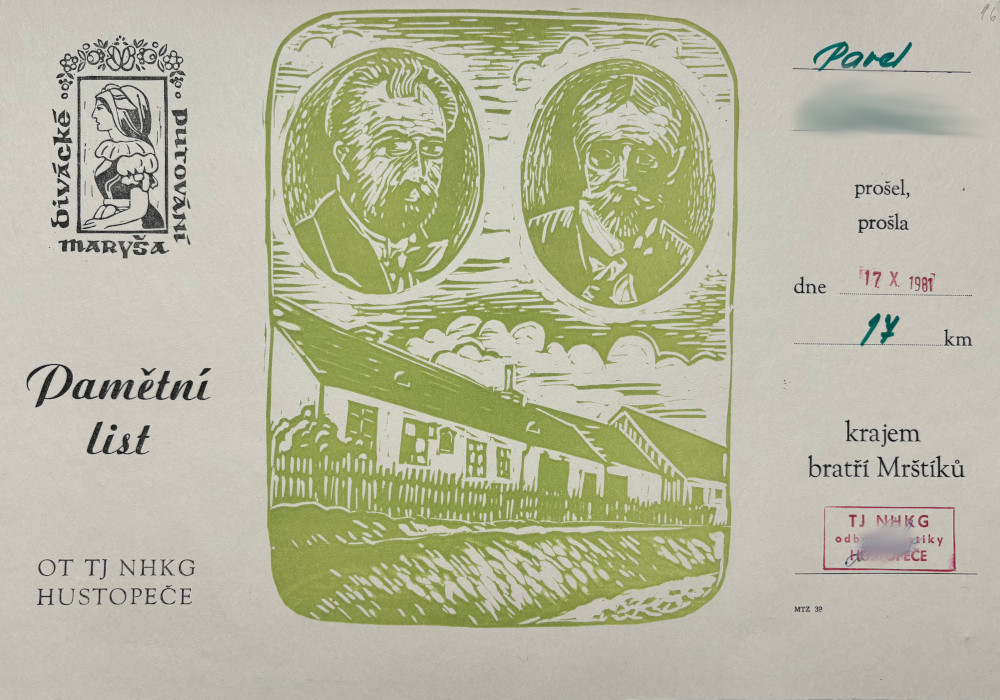 divácké
putování
maryša
Pamětní
list
OT TJ NHKG
HUSTOPEČE
Pavel
prošel,
prošla
dne 17. X. 1981
17 km
krajem
bratří Mrštíků
TJ NHKG
HUSTOPEČE
MTZ 39